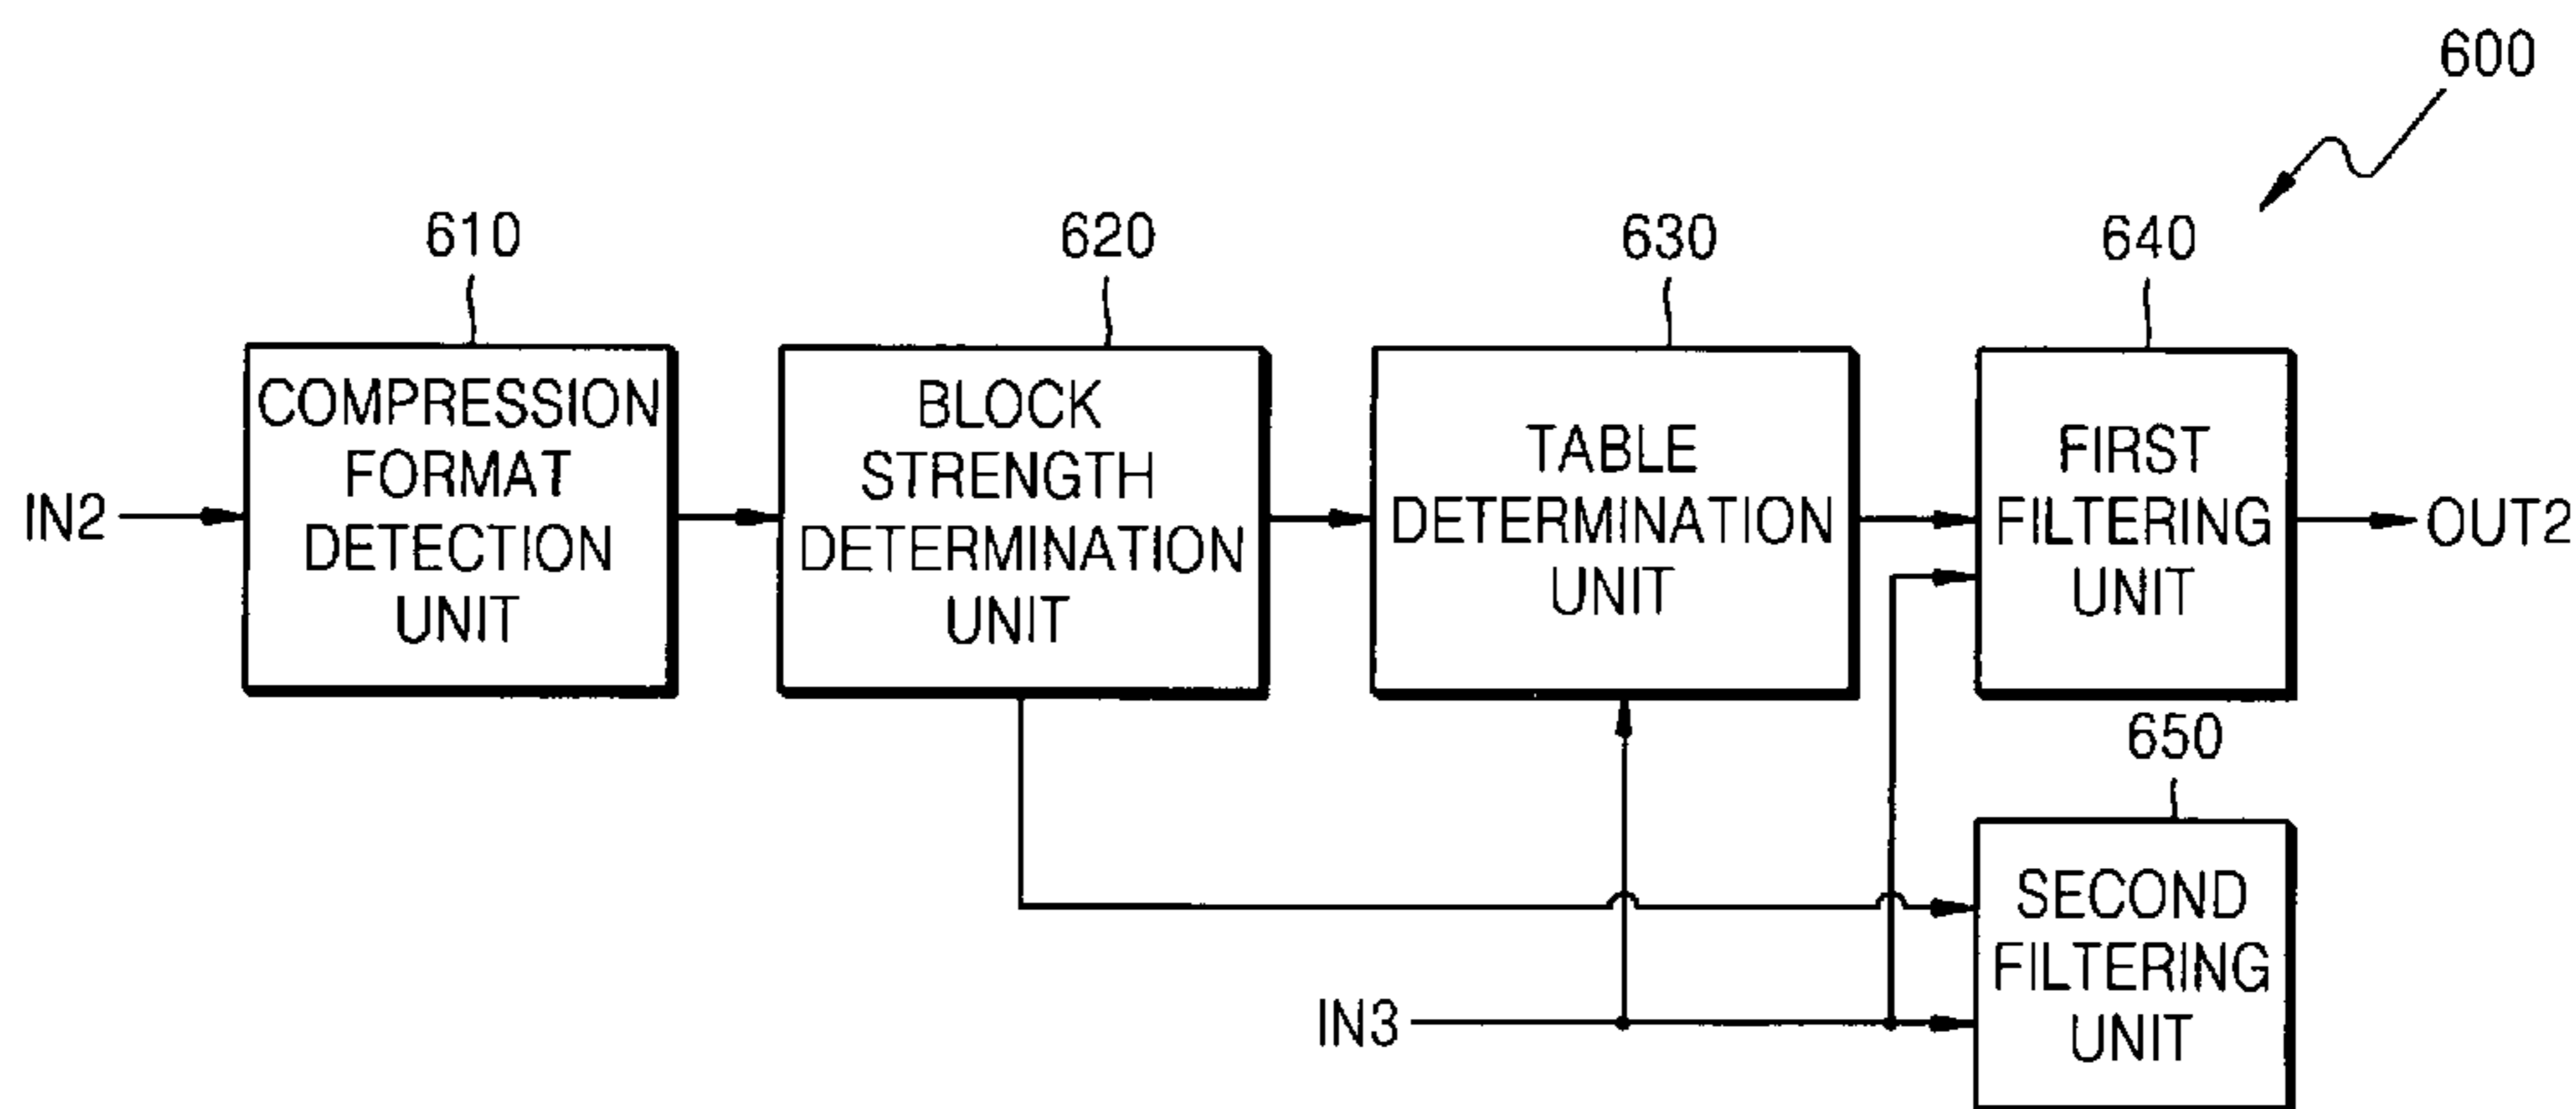 600
610
620
630
640
COMPRESSION
FORMAT
DETECTION
UNIT
BLOCK
STRENGTH
DETERMINATION
UNIT
TABLE
DETERMINATION
UNIT
FIRST
FILTERING
UNIT
IN2
OUT2
650
SECOND
FILTERING
UNIT
IN3